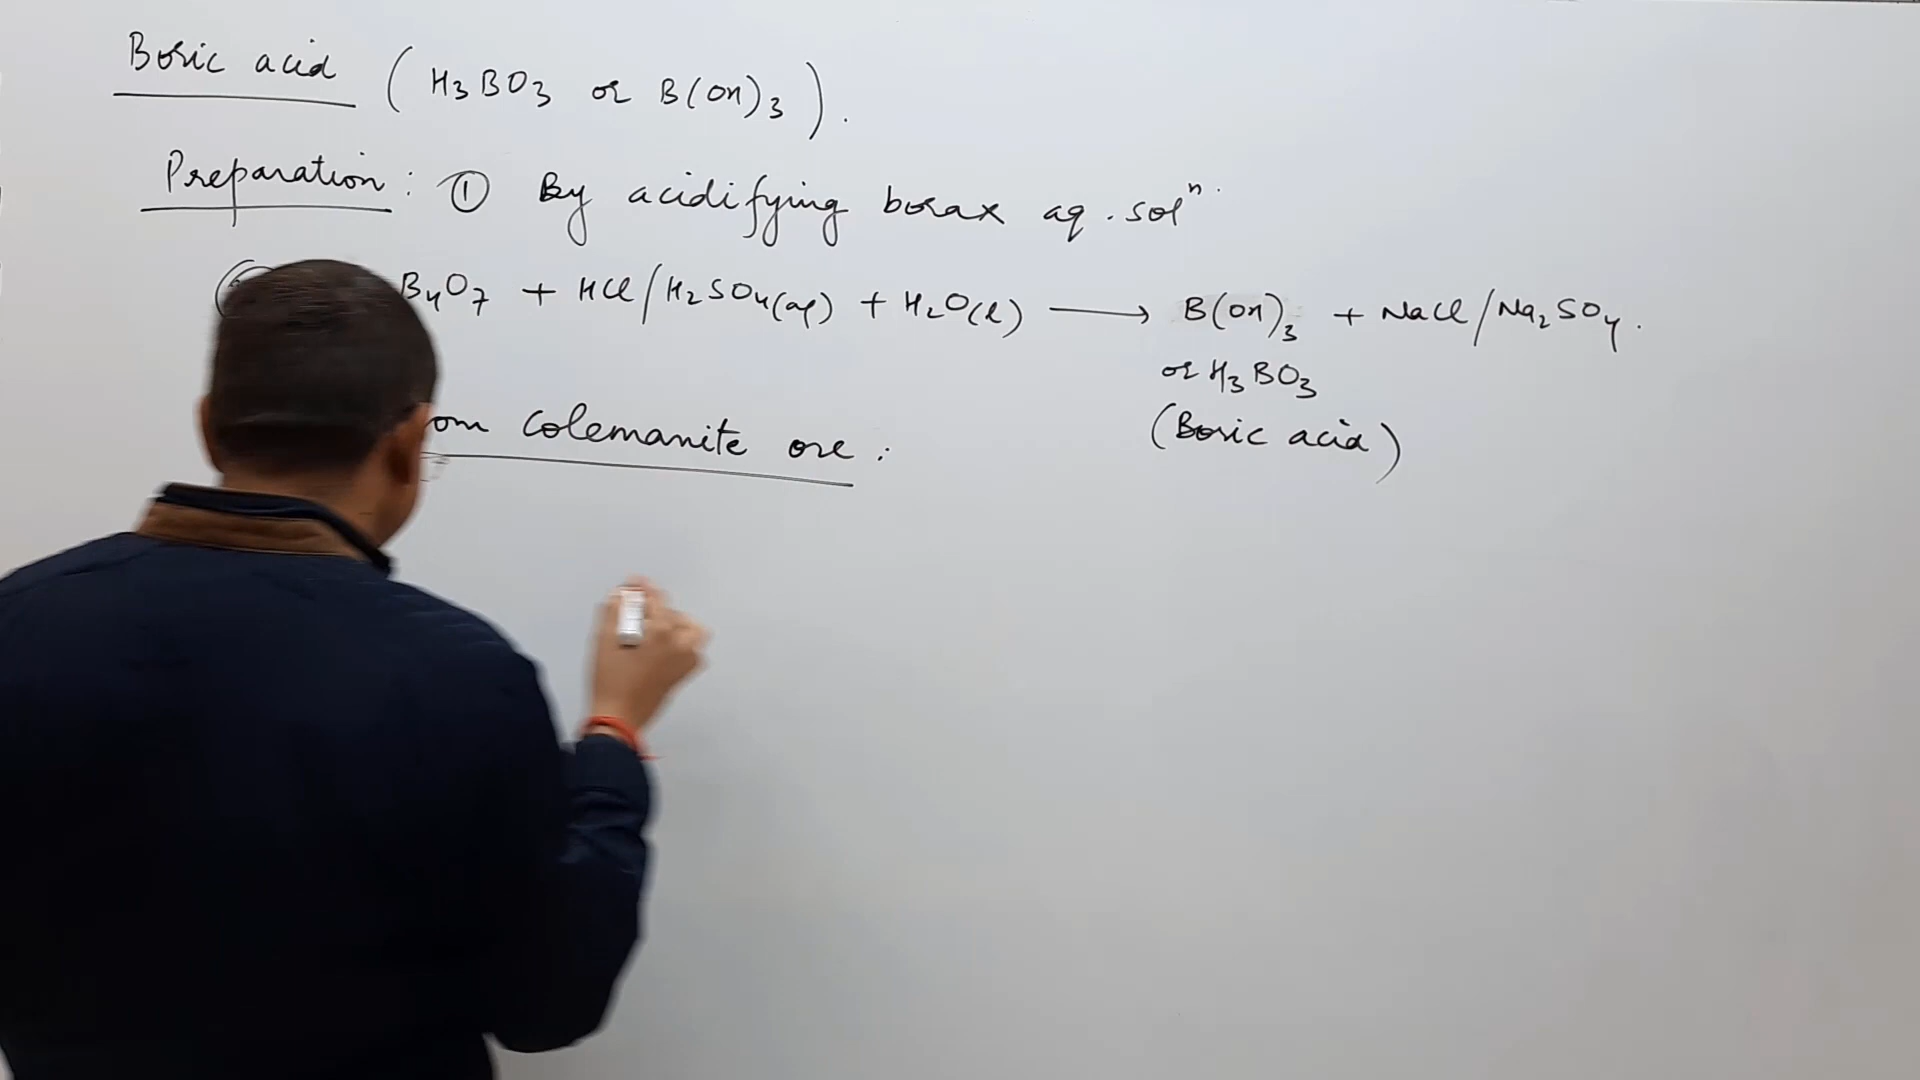 Boric acid (H3BO3 or B(OH)3).
Preparation: ① By acidifying borax aq. solⁿ.
B4O7 + HCl/H2SO4(aq) + H2O(l) ⟶ B(OH)3 + NaCl/Na2SO4.
or H3BO3
(Boric acid)
om Colemanite ore: